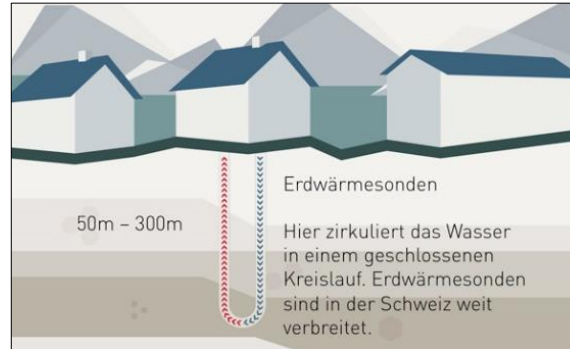 Erdwärmesonden
50m – 300m
Hier zirkuliert das Wasser
in einem geschlossenen
Kreislauf. Erdwärmesonden
sind in der Schweiz weit
verbreitet.